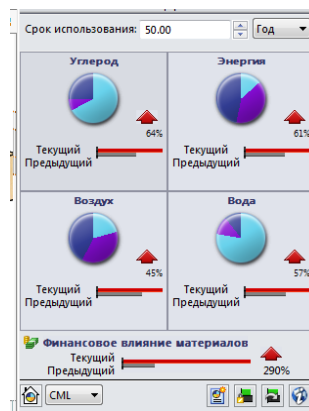 Срок использования: 50.00 Год
Углерод Энергия
64% 61%
Текущий Текущий
Предыдущий Предыдущий
Воздух Вода
45% 57%
Текущий Текущий
Предыдущий Предыдущий
Финансовое влияние материалов
Текущий
Предыдущий 290%
CML